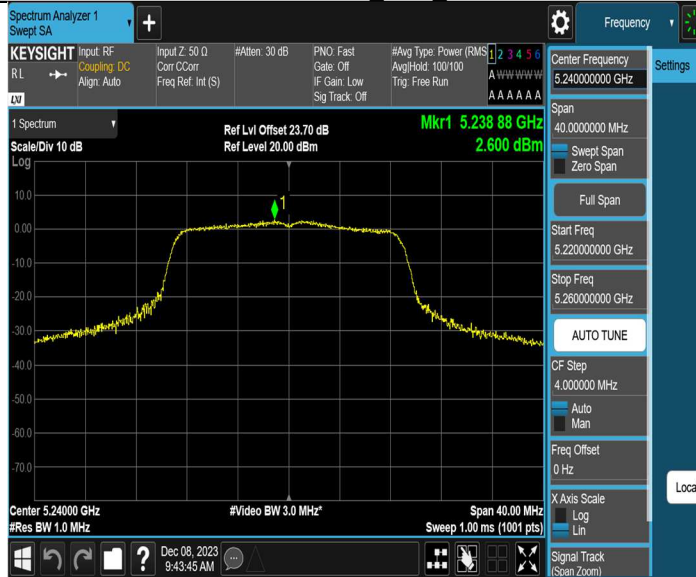 Spectrum Analyzer 1
Swept SA
+
Frequency
KEYSIGHT
RL
LXI
Input: RF
Coupling: DC
Align: Auto
Input Z: 50 Ω
Corr CCorr
Freq Ref: Int (S)
#Atten: 30 dB
PNO: Fast
Gate: Off
IF Gain: Low
Sig Track: Off
#Avg Type: Power (RMS
Avg|Hold: 100/100
Trig: Free Run
1 2 3 4 5 6
A W W W W W
A A A A A A
1 Spectrum
Scale/Div 10 dB
Log
Ref Lvl Offset 23.70 dB
Ref Level 20.00 dBm
Mkr1 5.238 88 GHz
2.600 dBm
1
10.0
0.00
-10.0
-20.0
-30.0
-40.0
-50.0
-60.0
-70.0
Center 5.24000 GHz
#Res BW 1.0 MHz
#Video BW 3.0 MHz*
Span 40.00 MHz
Sweep 1.00 ms (1001 pts)
?
Dec 08, 2023
9:43:45 AM
Center Frequency
5.240000000 GHz
Span
40.0000000 MHz
Swept Span
Zero Span
Full Span
Start Freq
5.220000000 GHz
Stop Freq
5.260000000 GHz
AUTO TUNE
CF Step
4.000000 MHz
Auto
Man
Freq Offset
0 Hz
X Axis Scale
Log
Lin
Signal Track
(Span Zoom)
Settings
Loca